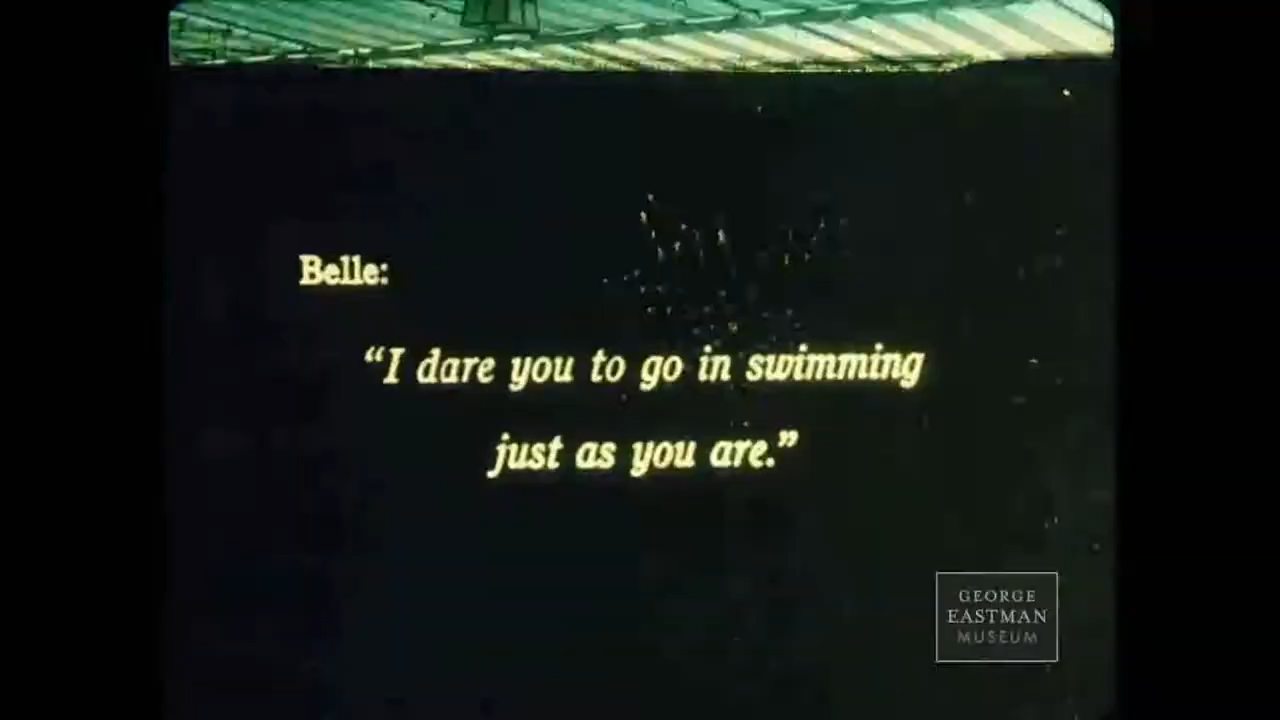 Belle:
“I dare you to go in swimming
just as you are.”
GEORGE
EASTMAN
MUSEUM